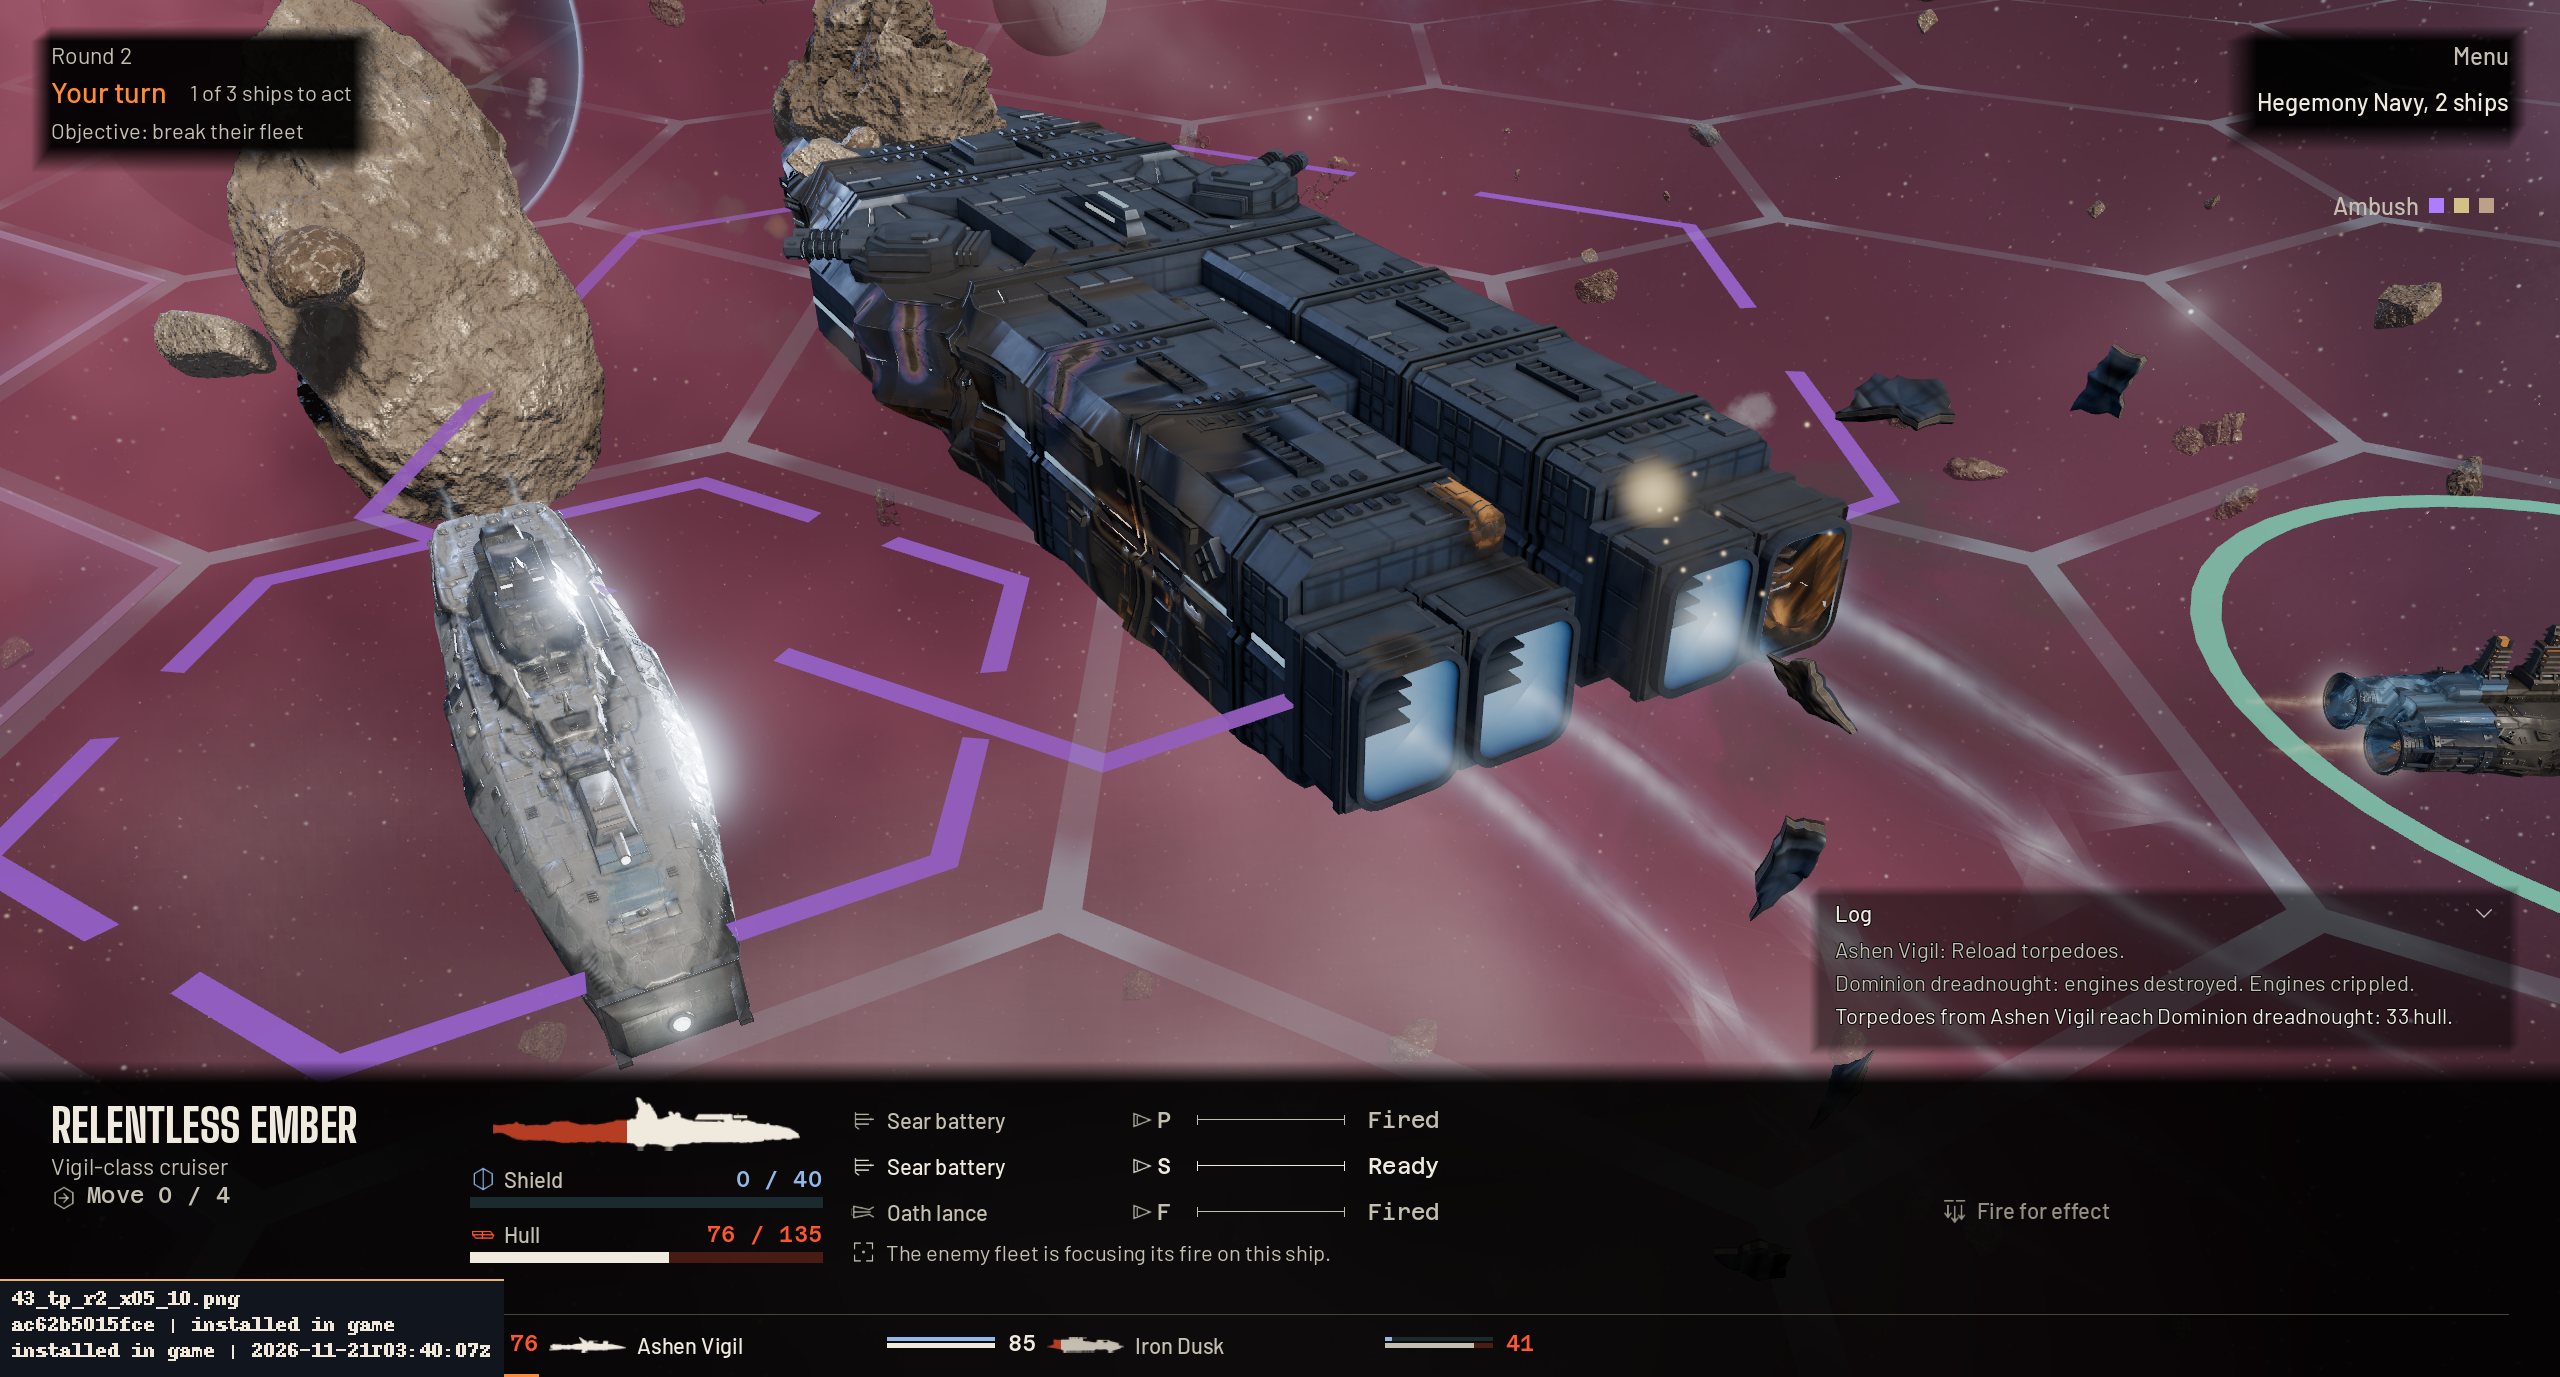 Round 2
Your turn 1 of 3 ships to act
Objective: break their fleet
Menu
Hegemony Navy, 2 ships
Ambush
Log
Ashen Vigil: Reload torpedoes.
Dominion dreadnought: engines destroyed. Engines crippled.
Torpedoes from Ashen Vigil reach Dominion dreadnought: 33 hull.
RELENTLESS EMBER
Vigil-class cruiser
Move 0 / 4
Shield 0 / 40
Hull 76 / 135
Sear battery P Fired
Sear battery S Ready
Oath lance F Fired
The enemy fleet is focusing its fire on this ship.
Fire for effect
43_tp_r2_x05_10.png
ac62b5015fce | installed in game
installed in game | 2026-11-21T03:40:07Z
76 Ashen Vigil 85 Iron Dusk 41